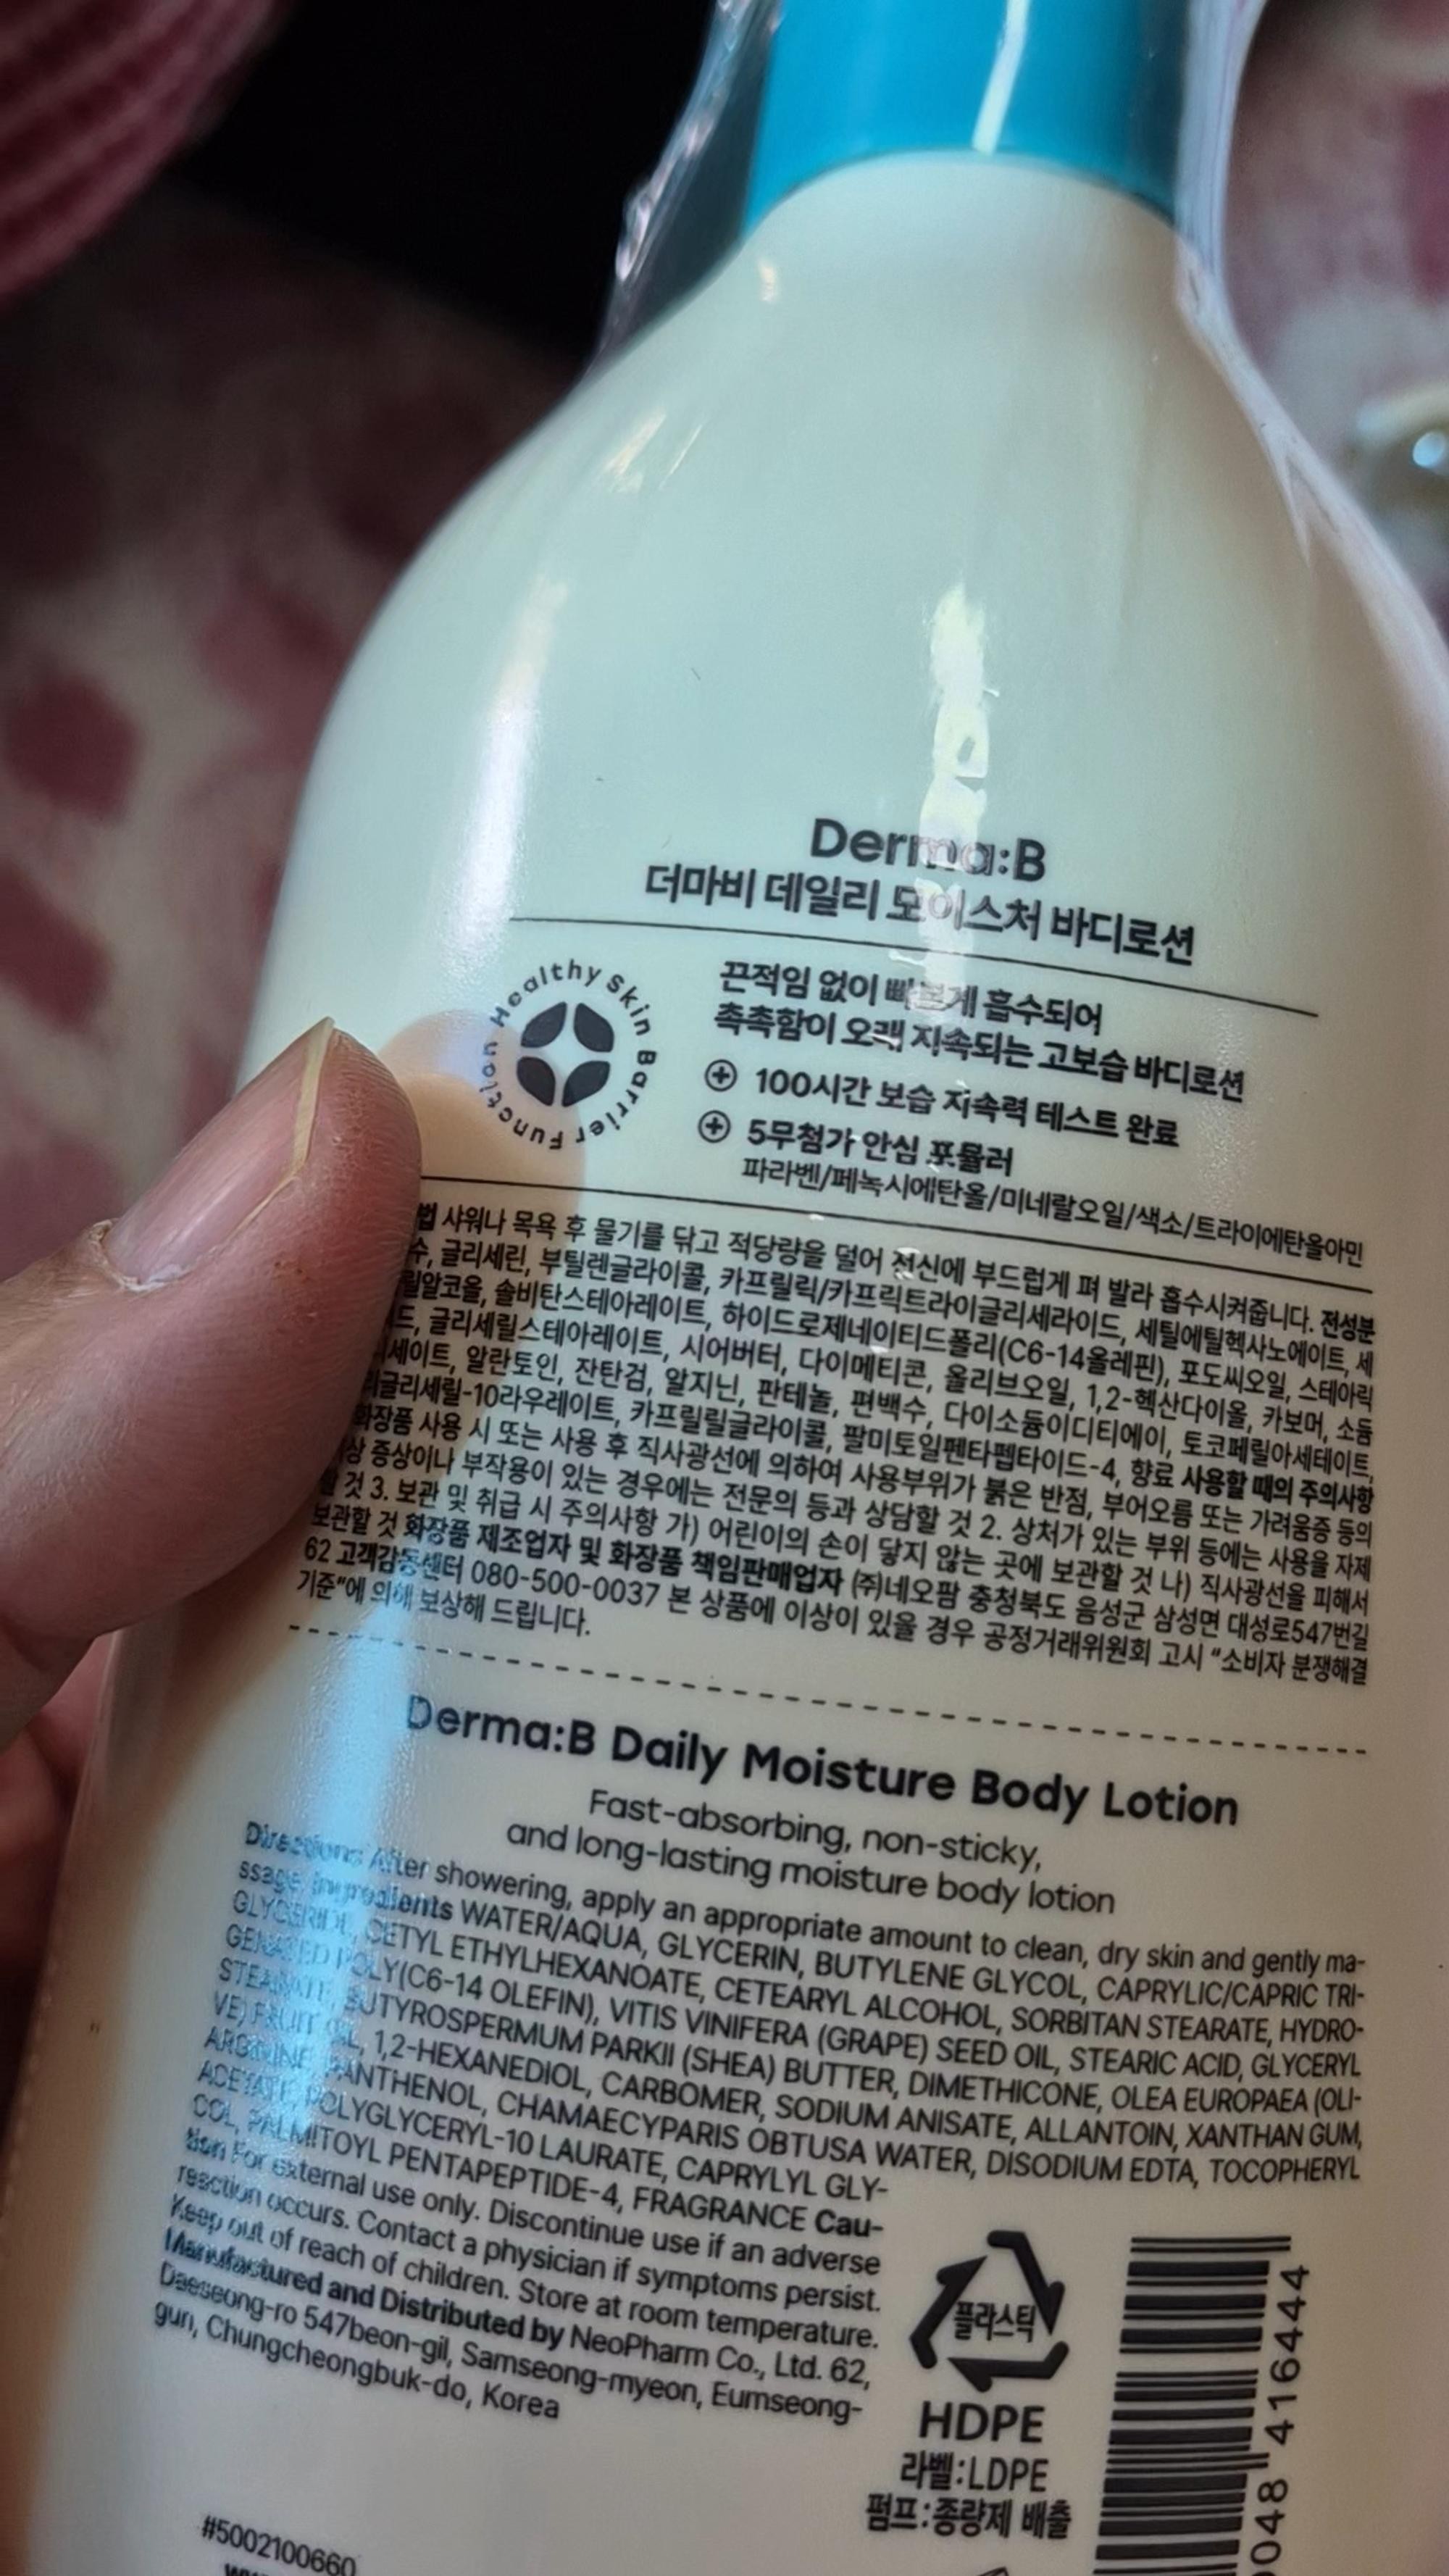 Derma:B
더마비 데일리 모이스처 바디로션
Healthy Skin Barrier Function
끈적임 없이 빠르게 흡수되어
촉촉함이 오래 지속되는 고보습 바디로션
100시간 보습 지속력 테스트 완료
5무첨가 안심 포뮬러
파라벤/페녹시에탄올/미네랄오일/색소/트라이에탄올아민
법 샤워나 목욕 후 물기를 닦고 적당량을 덜어 전신에 부드럽게 펴 발라 흡수시켜줍니다. 전성분
수, 글리세린, 부틸렌글라이콜, 카프릴릭/카프릭트라이글리세라이드, 세틸에틸헥사노에이트, 세
릴알코올, 솔비탄스테아레이트, 하이드로제네이티드폴리(C6-14올레핀), 포도씨오일, 스테아릭
드, 글리세릴스테아레이트, 시어버터, 다이메티콘, 올리브오일, 1,2-헥산다이올, 카보머, 소듐
세이트, 알란토인, 잔탄검, 알지닌, 판테놀, 편백수, 다이소듐이디티에이, 토코페릴아세테이트,
리글리세릴-10라우레이트, 카프릴릴글라이콜, 팔미토일펜타펩타이드-4, 향료 사용할 때의 주의사항
화장품 사용 시 또는 사용 후 직사광선에 의하여 사용부위가 붉은 반점, 부어오름 또는 가려움증 등의
상 증상이나 부작용이 있는 경우에는 전문의 등과 상담할 것 2. 상처가 있는 부위 등에는 사용을 자제
할 것 3. 보관 및 취급 시 주의사항 가) 어린이의 손이 닿지 않는 곳에 보관할 것 나) 직사광선을 피해서
보관할 것 화장품 제조업자 및 화장품 책임판매업자 (주)네오팜 충청북도 음성군 삼성면 대성로547번길
62 고객감동센터 080-500-0037 본 상품에 이상이 있을 경우 공정거래위원회 고시 "소비자 분쟁해결
기준"에 의해 보상해 드립니다.
Derma:B Daily Moisture Body Lotion
Fast-absorbing, non-sticky,
and long-lasting moisture body lotion
Directions After showering, apply an appropriate amount to clean, dry skin and gently ma-
ssage. Ingredients WATER/AQUA, GLYCERIN, BUTYLENE GLYCOL, CAPRYLIC/CAPRIC TRI-
GLYCERIDE, CETYL ETHYLHEXANOATE, CETEARYL ALCOHOL, SORBITAN STEARATE, HYDRO-
GENATED POLY(C6-14 OLEFIN), VITIS VINIFERA (GRAPE) SEED OIL, STEARIC ACID, GLYCERYL
STEARATE, BUTYROSPERMUM PARKII (SHEA) BUTTER, DIMETHICONE, OLEA EUROPAEA (OLI-
VE) FRUIT OIL, 1,2-HEXANEDIOL, CARBOMER, SODIUM ANISATE, ALLANTOIN, XANTHAN GUM,
ARGININE, PANTHENOL, CHAMAECYPARIS OBTUSA WATER, DISODIUM EDTA, TOCOPHERYL
ACETATE, POLYGLYCERYL-10 LAURATE, CAPRYLYL GLY-
COL, PALMITOYL PENTAPEPTIDE-4, FRAGRANCE Cau-
tion For external use only. Discontinue use if an adverse
reaction occurs. Contact a physician if symptoms persist.
Keep out of reach of children. Store at room temperature.
Manufactured and Distributed by NeoPharm Co., Ltd. 62,
Daeseong-ro 547beon-gil, Samseong-myeon, Eumseong-
gun, Chungcheongbuk-do, Korea
플라스틱
HDPE
라벨:LDPE
펌프:종량제 배출
0048 416444
#5002100660